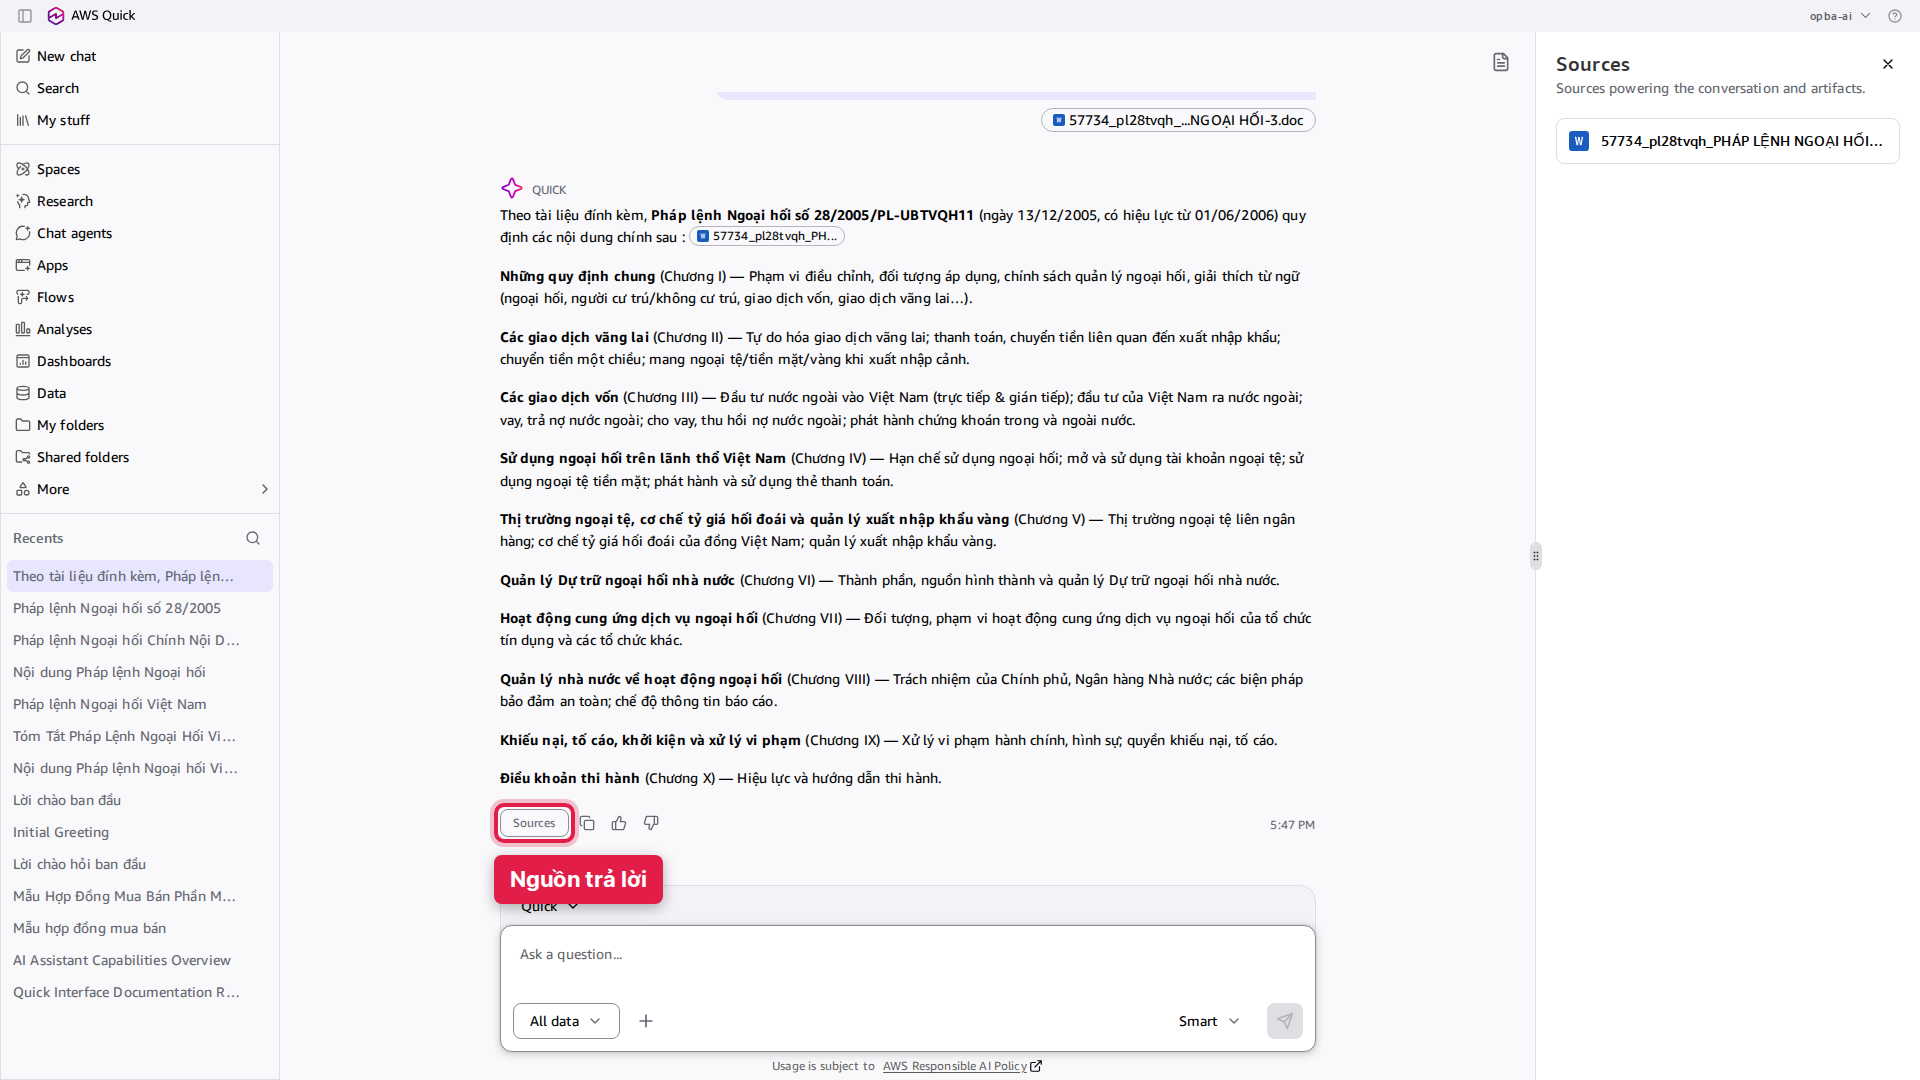 AWS Quick
opba-ai
New chat
Search
My stuff
Spaces
Research
Chat agents
Apps
Flows
Analyses
Dashboards
Data
My folders
Shared folders
More
Recents
Theo tài liệu đính kèm, Pháp lện...
Pháp lệnh Ngoại hối số 28/2005
Pháp lệnh Ngoại hối Chính Nội D...
Nội dung Pháp lệnh Ngoại hối
Pháp lệnh Ngoại hối Việt Nam
Tóm Tắt Pháp Lệnh Ngoại Hối Vi...
Nội dung Pháp lệnh Ngoại hối Vi...
Lời chào ban đầu
Initial Greeting
Lời chào hỏi ban đầu
Mẫu Hợp Đồng Mua Bán Phần M...
Mẫu hợp đồng mua bán
AI Assistant Capabilities Overview
Quick Interface Documentation R...
57734_pl28tvqh_...NGOẠI HỐI-3.doc
QUICK
Theo tài liệu đính kèm, Pháp lệnh Ngoại hối số 28/2005/PL-UBTVQH11 (ngày 13/12/2005, có hiệu lực từ 01/06/2006) quy
định các nội dung chính sau : 57734_pl28tvqh_PH...
Những quy định chung (Chương I) — Phạm vi điều chỉnh, đối tượng áp dụng, chính sách quản lý ngoại hối, giải thích từ ngữ
(ngoại hối, người cư trú/không cư trú, giao dịch vốn, giao dịch vãng lai...).
Các giao dịch vãng lai (Chương II) — Tự do hóa giao dịch vãng lai; thanh toán, chuyển tiền liên quan đến xuất nhập khẩu;
chuyển tiền một chiều; mang ngoại tệ/tiền mặt/vàng khi xuất nhập cảnh.
Các giao dịch vốn (Chương III) — Đầu tư nước ngoài vào Việt Nam (trực tiếp & gián tiếp); đầu tư của Việt Nam ra nước ngoài;
vay, trả nợ nước ngoài; cho vay, thu hồi nợ nước ngoài; phát hành chứng khoán trong và ngoài nước.
Sử dụng ngoại hối trên lãnh thổ Việt Nam (Chương IV) — Hạn chế sử dụng ngoại hối; mở và sử dụng tài khoản ngoại tệ; sử
dụng ngoại tệ tiền mặt; phát hành và sử dụng thẻ thanh toán.
Thị trường ngoại tệ, cơ chế tỷ giá hối đoái và quản lý xuất nhập khẩu vàng (Chương V) — Thị trường ngoại tệ liên ngân
hàng; cơ chế tỷ giá hối đoái của đồng Việt Nam; quản lý xuất nhập khẩu vàng.
Quản lý Dự trữ ngoại hối nhà nước (Chương VI) — Thành phần, nguồn hình thành và quản lý Dự trữ ngoại hối nhà nước.
Hoạt động cung ứng dịch vụ ngoại hối (Chương VII) — Đối tượng, phạm vi hoạt động cung ứng dịch vụ ngoại hối của tổ chức
tín dụng và các tổ chức khác.
Quản lý nhà nước về hoạt động ngoại hối (Chương VIII) — Trách nhiệm của Chính phủ, Ngân hàng Nhà nước; các biện pháp
bảo đảm an toàn; chế độ thông tin báo cáo.
Khiếu nại, tố cáo, khởi kiện và xử lý vi phạm (Chương IX) — Xử lý vi phạm hành chính, hình sự; quyền khiếu nại, tố cáo.
Điều khoản thi hành (Chương X) — Hiệu lực và hướng dẫn thi hành.
Sources
5:47 PM
Nguồn trả lời
Quick
Ask a question...
All data
Smart
Usage is subject to AWS Responsible AI Policy
Sources
Sources powering the conversation and artifacts.
57734_pl28tvqh_PHÁP LỆNH NGOẠI HỐI...